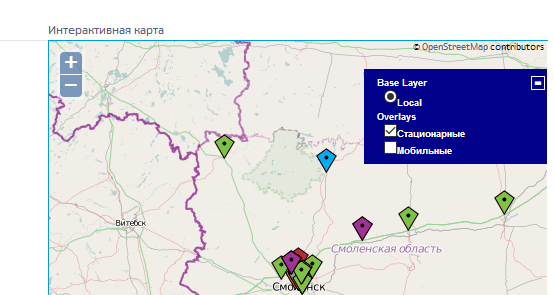 Интерактивная карта
© OpenStreetMap contributors
+
−
Base Layer
Local
Overlays
Стационарные
Мобильные
Витебск
Смоленская область